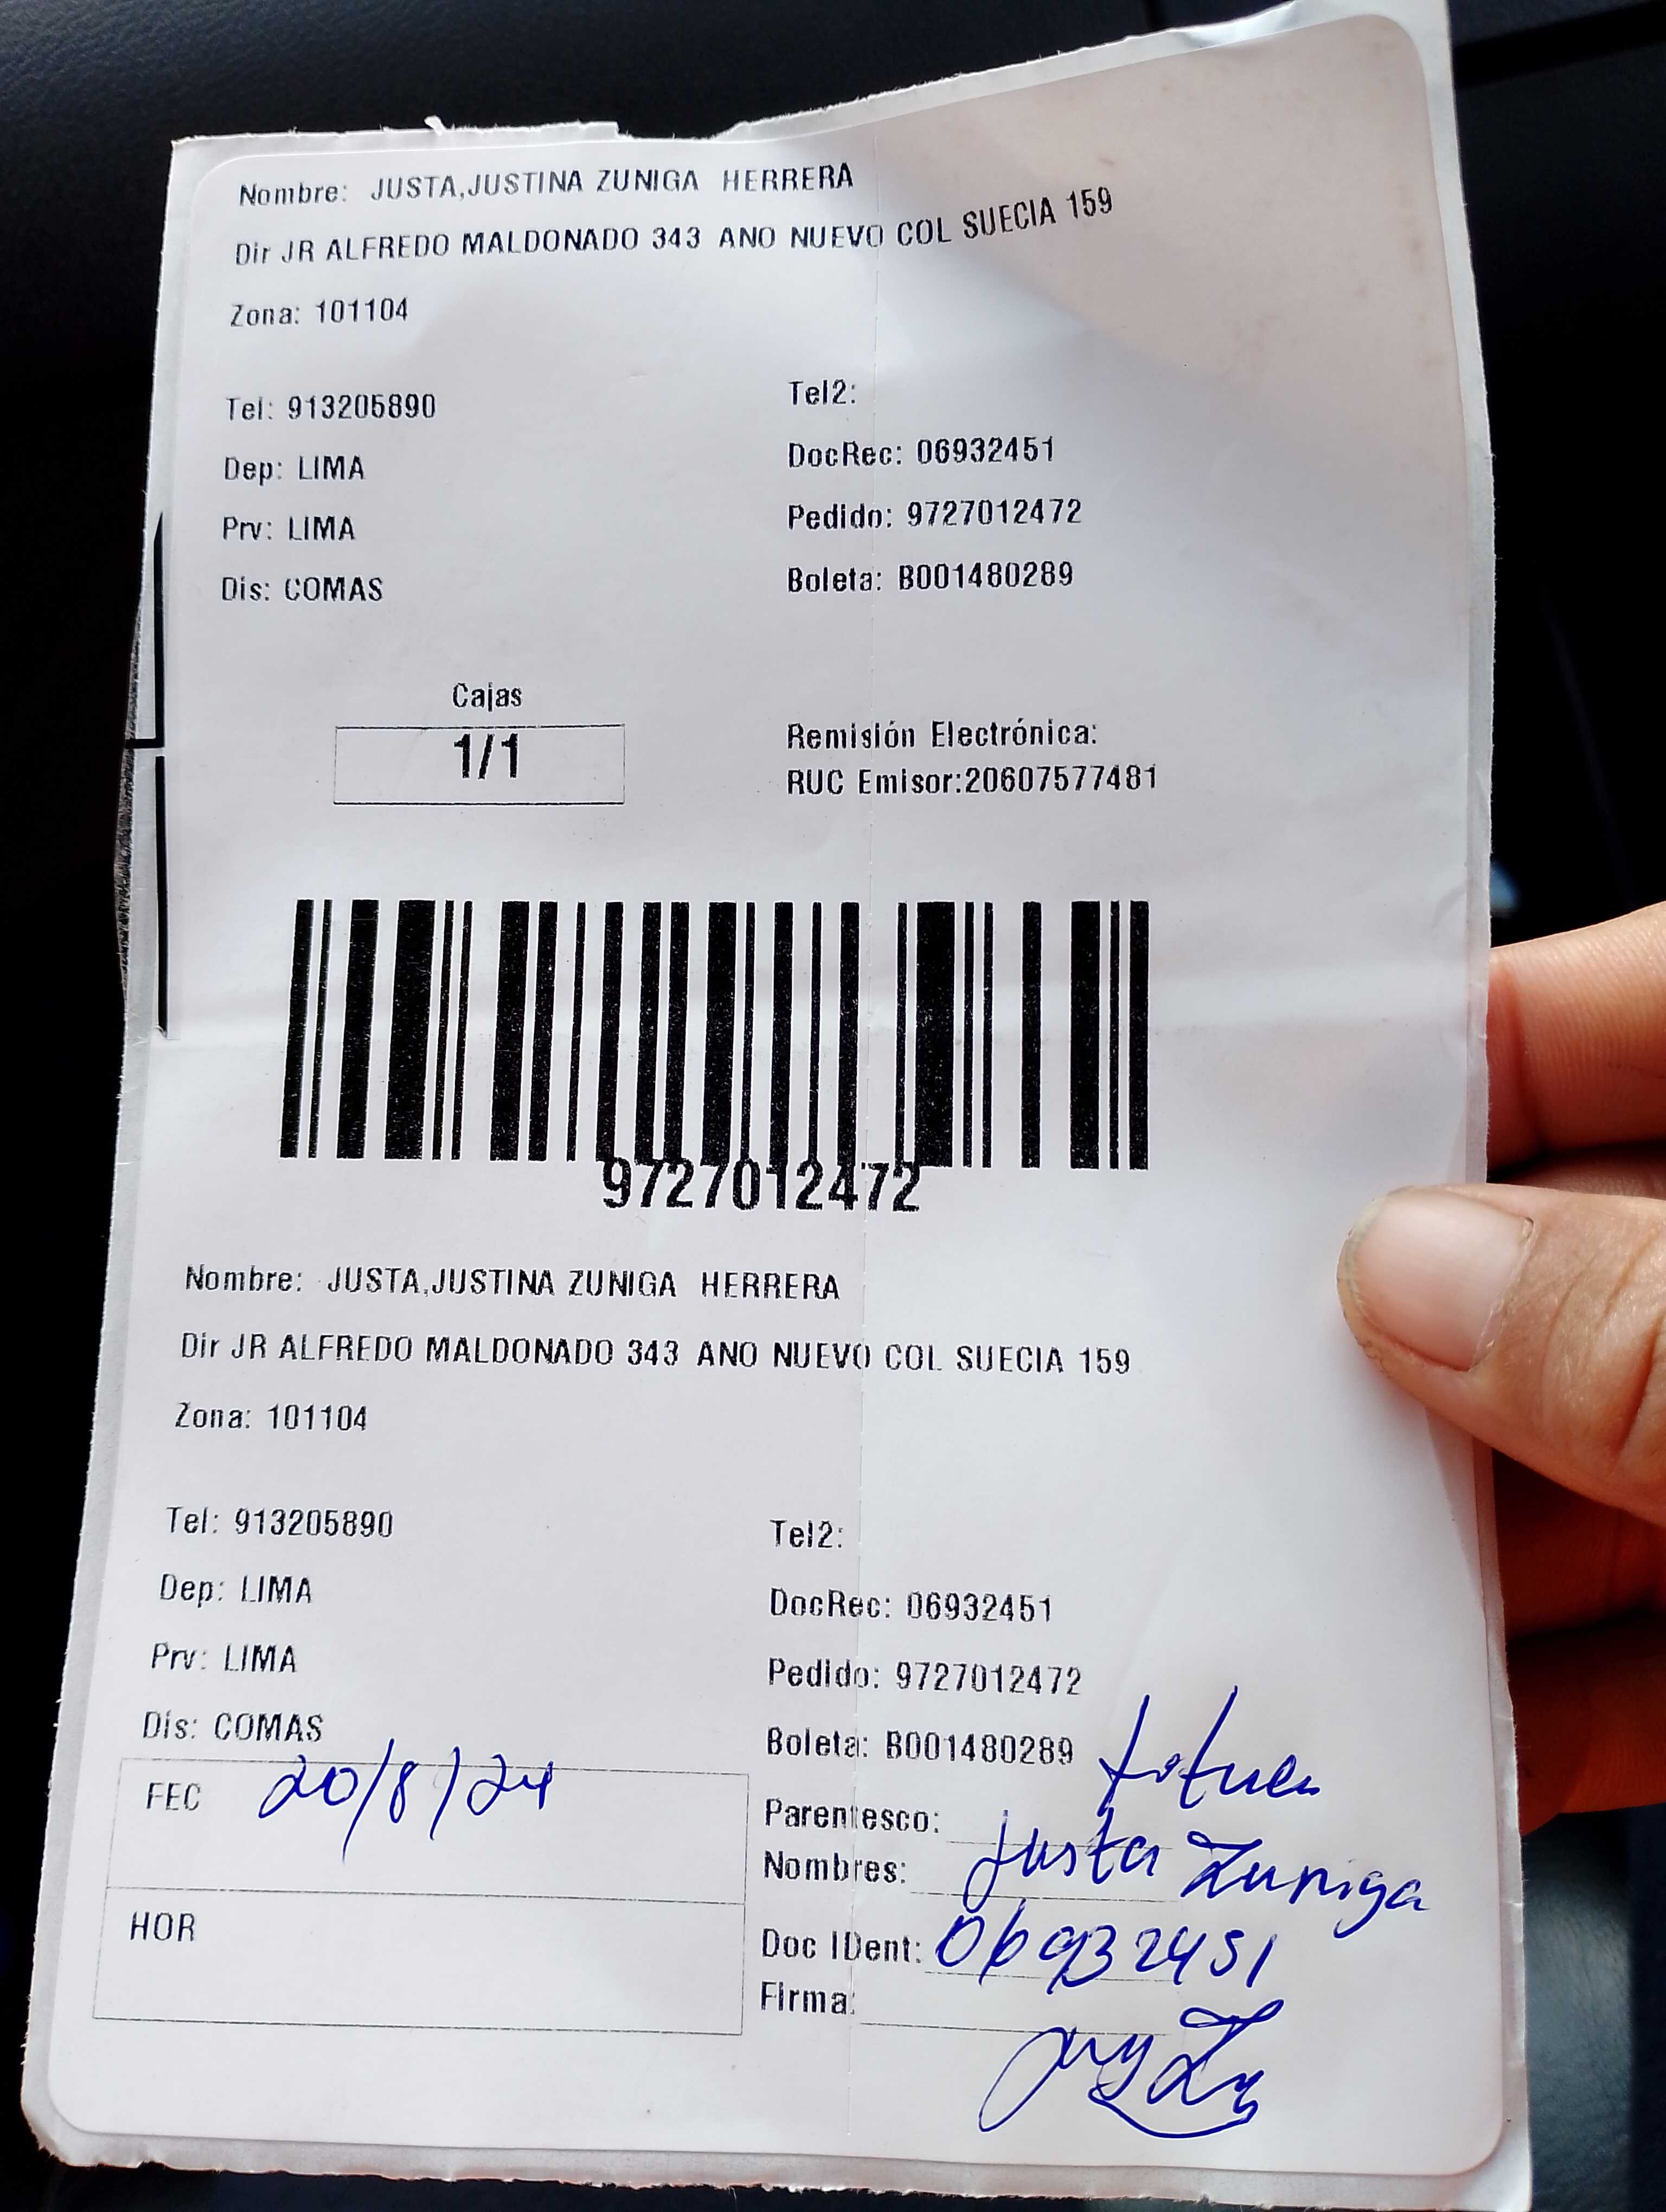 Nombre: JUSTA,JUSTINA ZUNIGA HERRERA
Dir JR ALFREDO MALDONADO 343 ANO NUEVO COL SUECIA 159
Zona: 101104
Tel: 913205890
Tel2:
Dep: LIMA
DocRec: 06932451
Prv: LIMA
Pedido: 9727012472
Dis: COMAS
Boleta: B001480289
Cajas
1/1
Remisión Electrónica:
RUC Emisor:20607577481
9727012472
Nombre: JUSTA,JUSTINA ZUNIGA HERRERA
Dir JR ALFREDO MALDONADO 343 ANO NUEVO COL SUECIA 159
Zona: 101104
Tel: 913205890
Tel2:
Dep: LIMA
DocRec: 06932451
Prv: LIMA
Pedido: 9727012472
Dis: COMAS
Boleta: B001480289
FEC 20/8/24
Parentesco:
Nombres: Justa Zuniga
HOR
Doc IDent: 06932451
Firma: